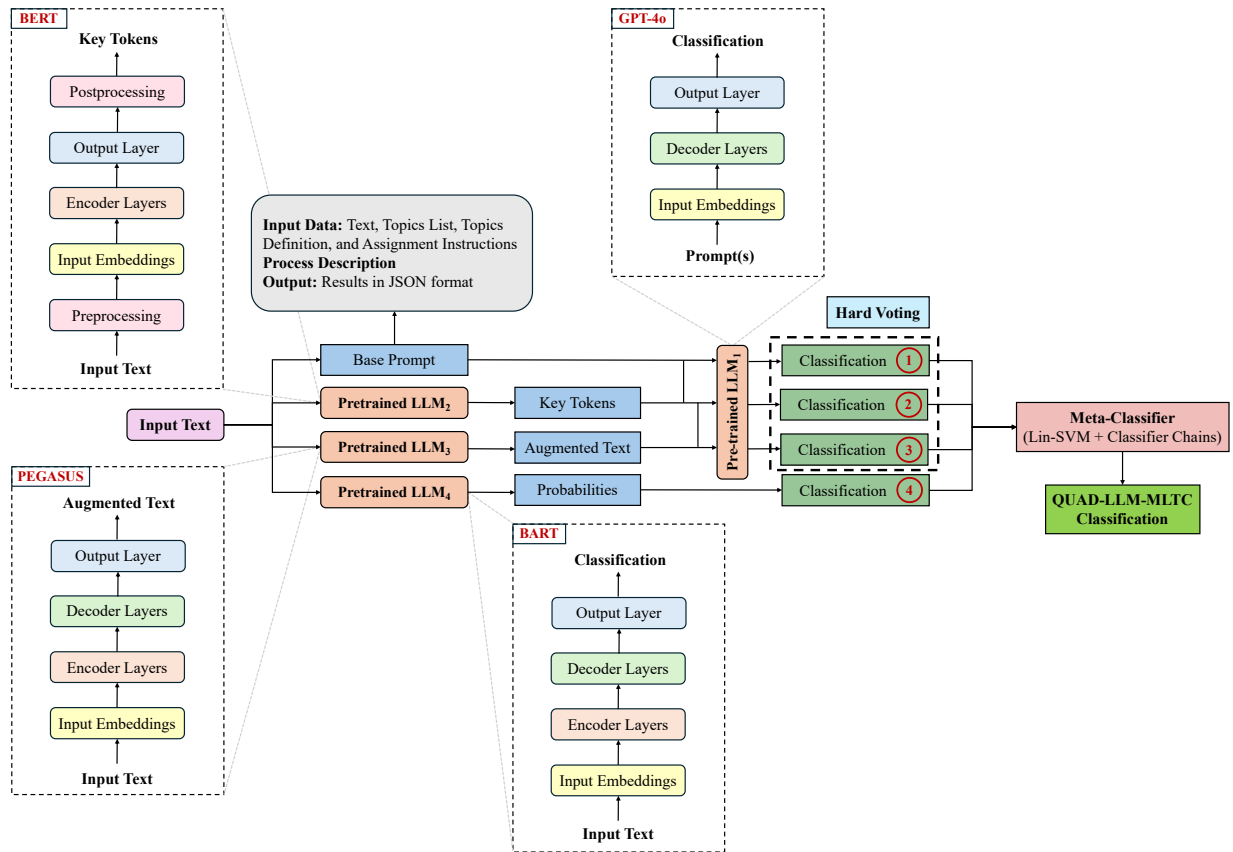 BERT
Key Tokens
Postprocessing
Output Layer
Encoder Layers
Input Embeddings
Preprocessing
Input Text
GPT-4o
Classification
Output Layer
Decoder Layers
Input Embeddings
Prompt(s)
Input Data: Text, Topics List, Topics
Definition, and Assignment Instructions
Process Description
Output: Results in JSON format
Hard Voting
Input Text
Base Prompt
Pretrained LLM₂
Key Tokens
Pretrained LLM₃
Augmented Text
Pretrained LLM₄
Probabilities
Pre-trained LLM₁
Classification 1
Classification 2
Classification 3
Classification 4
Meta-Classifier
(Lin-SVM + Classifier Chains)
QUAD-LLM-MLTC
Classification
PEGASUS
Augmented Text
Output Layer
Decoder Layers
Encoder Layers
Input Embeddings
Input Text
BART
Classification
Output Layer
Decoder Layers
Encoder Layers
Input Embeddings
Input Text